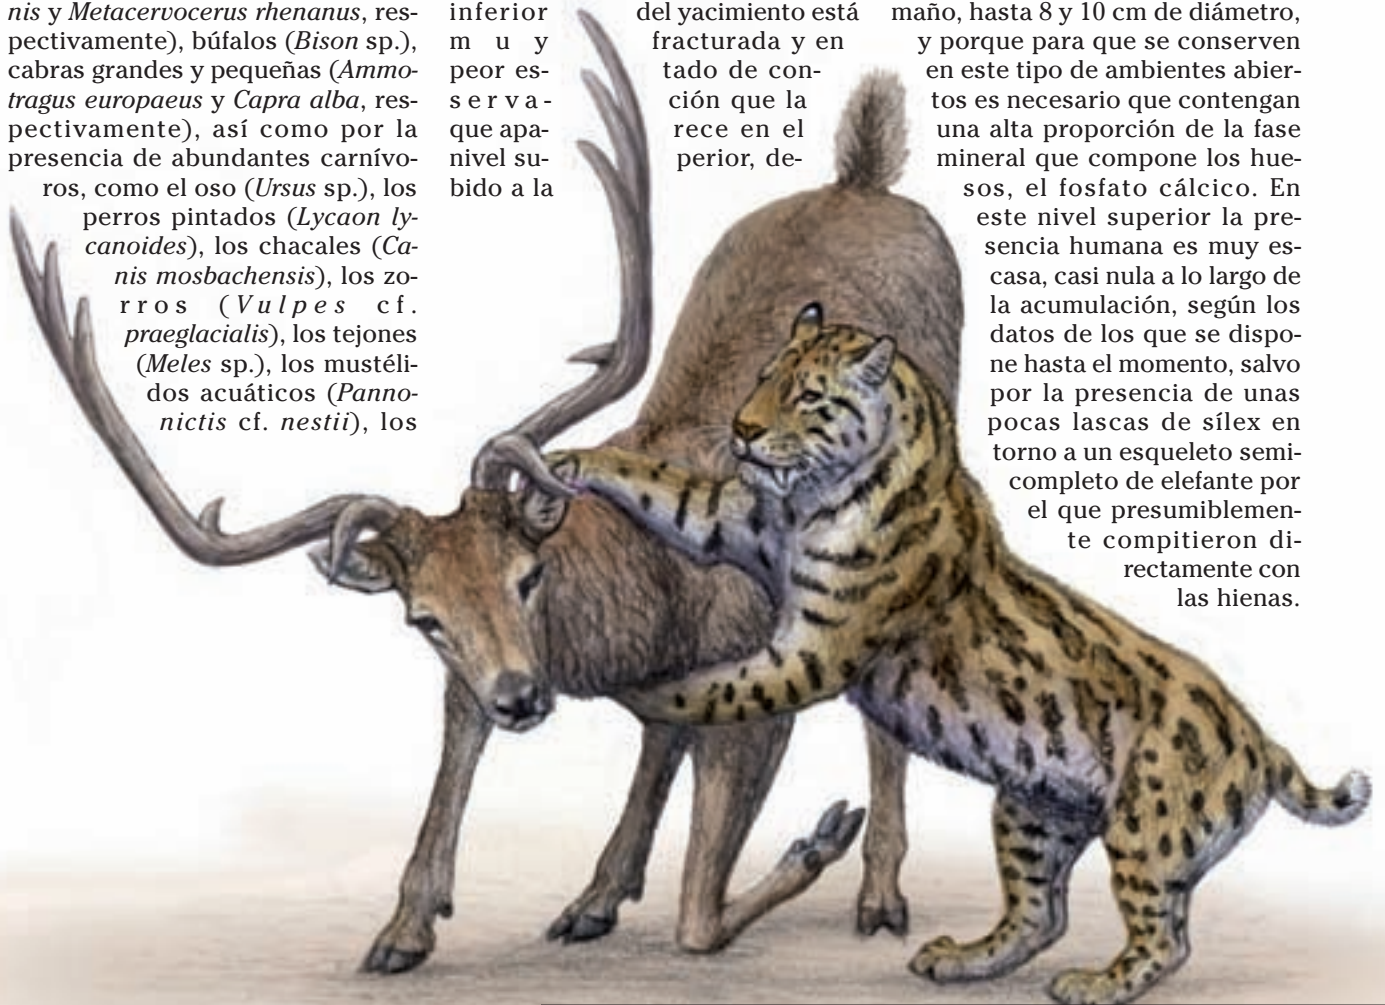 nis y Metacervocerus rhenanus, res-
pectivamente), búfalos (Bison sp.),
cabras grandes y pequeñas (Ammo-
tragus europaeus y Capra alba, res-
pectivamente), así como por la
presencia de abundantes carnívo-
ros, como el oso (Ursus sp.), los
perros pintados (Lycaon ly-
canoides), los chacales (Ca-
nis mosbachensis), los zo-
rros (Vulpes cf.
praeglacialis), los tejones
(Meles sp.), los mustéli-
dos acuáticos (Panno-
nictis cf. nestii), los
inferior
muy
peor es-
serva-
que apa-
nivel su-
bido a la
del yacimiento está
fracturada y en
tado de con-
ción que la
rece en el
perior, de-
maño, hasta 8 y 10 cm de diámetro,
y porque para que se conserven
en este tipo de ambientes abier-
tos es necesario que contengan
una alta proporción de la fase
mineral que compone los hue-
sos, el fosfato cálcico. En
este nivel superior la pre-
sencia humana es muy es-
casa, casi nula a lo largo de
la acumulación, según los
datos de los que se dispo-
ne hasta el momento, salvo
por la presencia de unas
pocas lascas de sílex en
torno a un esqueleto semi-
completo de elefante por
el que presumiblemen-
te compitieron di-
rectamente con
las hienas.